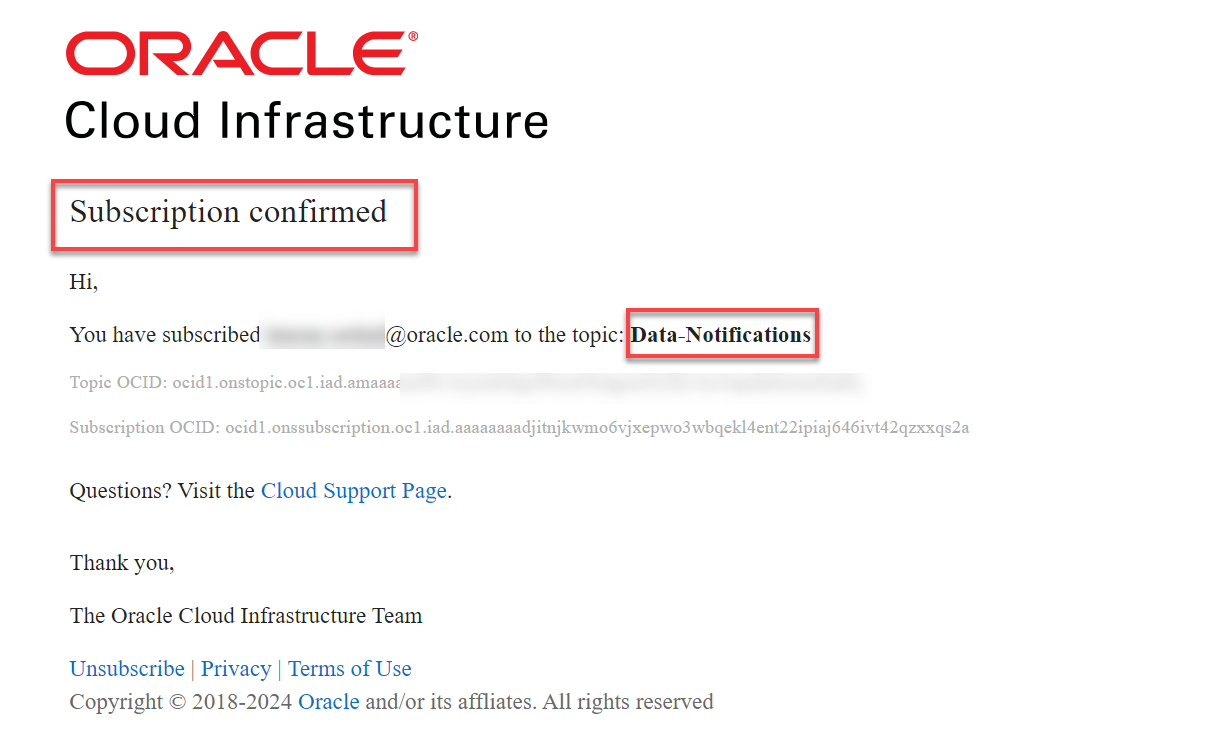 ORACLE®
Cloud Infrastructure
Subscription confirmed
Hi,
You have subscribed @oracle.com to the topic: Data-Notifications
Topic OCID: ocid1.onstopic.oc1.iad.amaaaa
Subscription OCID: ocid1.onssubscription.oc1.iad.aaaaaaaadjitnjkwmo6vjxepwo3wbqekl4ent22ipiaj646ivt42qzxxqs2a
Questions? Visit the Cloud Support Page.
Thank you,
The Oracle Cloud Infrastructure Team
Unsubscribe | Privacy | Terms of Use
Copyright © 2018-2024 Oracle and/or its affliates. All rights reserved